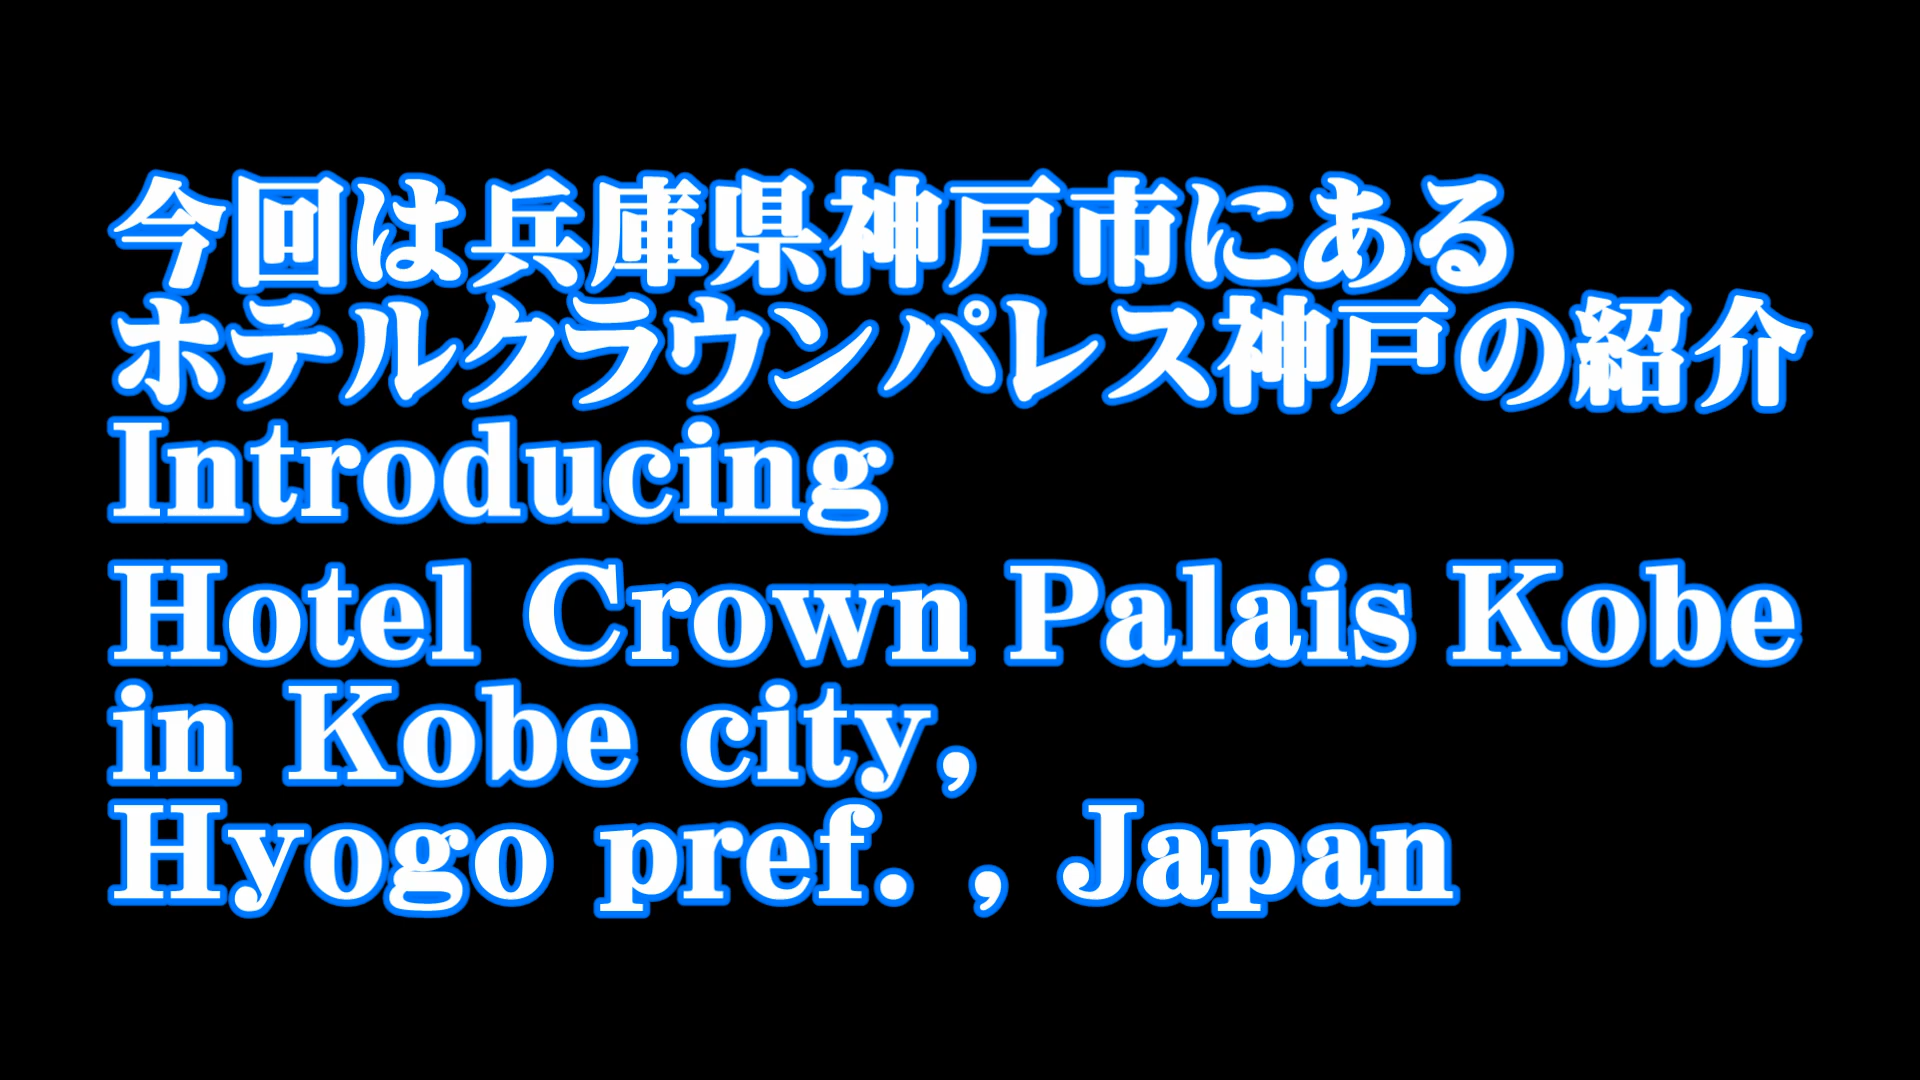 今回は兵庫県神戸市にある
ホテルクラウンパレス神戸の紹介
Introducing
Hotel Crown Palais Kobe
in Kobe city,
Hyogo pref. , Japan